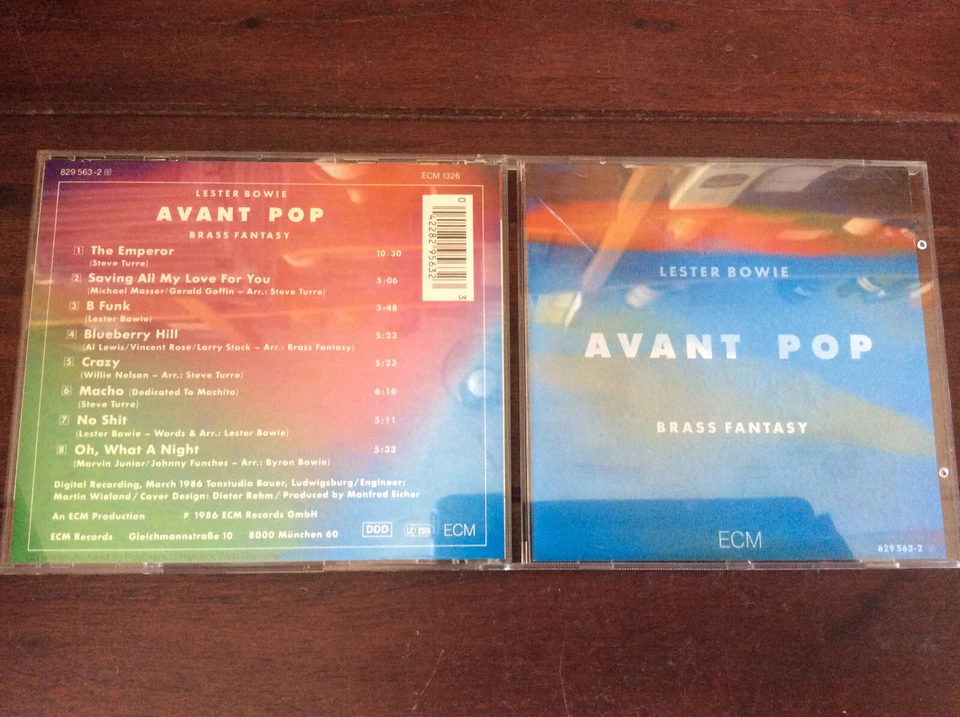 829 563-2
ECM 1326
LESTER BOWIE
AVANT POP
BRASS FANTASY
1 The Emperor 10:30
(Steve Turre)
2 Saving All My Love For You 5:06
(Michael Masser/Gerald Goffin – Arr.: Steve Turre)
3 B Funk 3:48
(Lester Bowie)
4 Blueberry Hill 5:23
(Al Lewis/Vincent Rose/Larry Stock – Arr.: Brass Fantasy)
5 Crazy 5:23
(Willie Nelson – Arr.: Steve Turre)
6 Macho (Dedicated To Machito) 6:16
(Steve Turre)
7 No Shit 5:11
(Lester Bowie – Words & Arr.: Lester Bowie)
8 Oh, What A Night 5:33
(Marvin Junior/Johnny Funches – Arr.: Byron Bowie)
Digital Recording, March 1986 Tonstudio Bauer, Ludwigsburg/Engineer:
Martin Wieland/Cover Design: Dieter Rehm/Produced by Manfred Eicher
An ECM Production P 1986 ECM Records GmbH
ECM Records Gleichmannstraße 10 8000 München 60 DDD ECM
0 42282 95632 3
LESTER BOWIE
AVANT POP
BRASS FANTASY
ECM
829 563-2